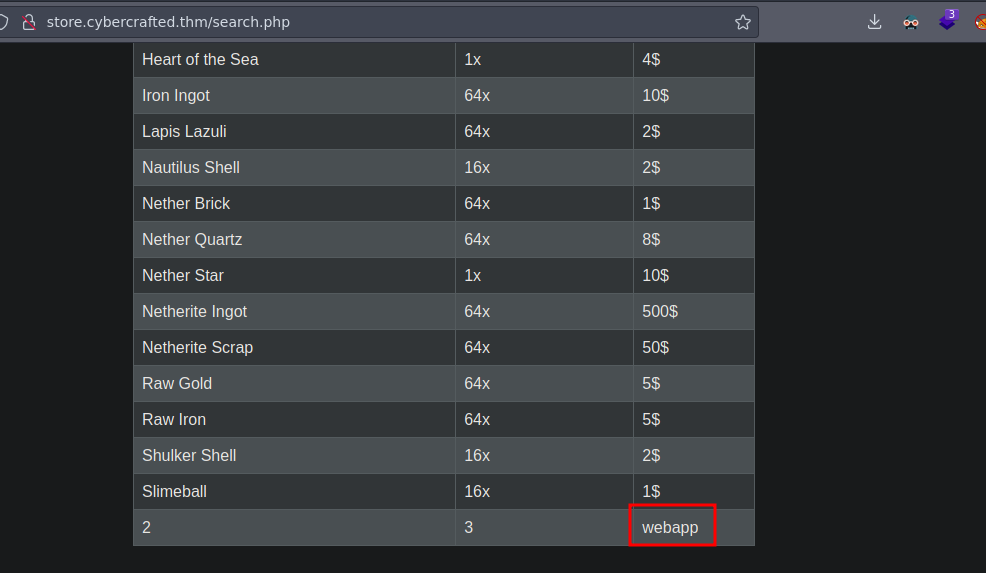 store.cybercrafted.thm/search.php
3
Heart of the Sea 1x 4$
Iron Ingot 64x 10$
Lapis Lazuli 64x 2$
Nautilus Shell 16x 2$
Nether Brick 64x 1$
Nether Quartz 64x 8$
Nether Star 1x 10$
Netherite Ingot 64x 500$
Netherite Scrap 64x 50$
Raw Gold 64x 5$
Raw Iron 64x 5$
Shulker Shell 16x 2$
Slimeball 16x 1$
2 3 webapp